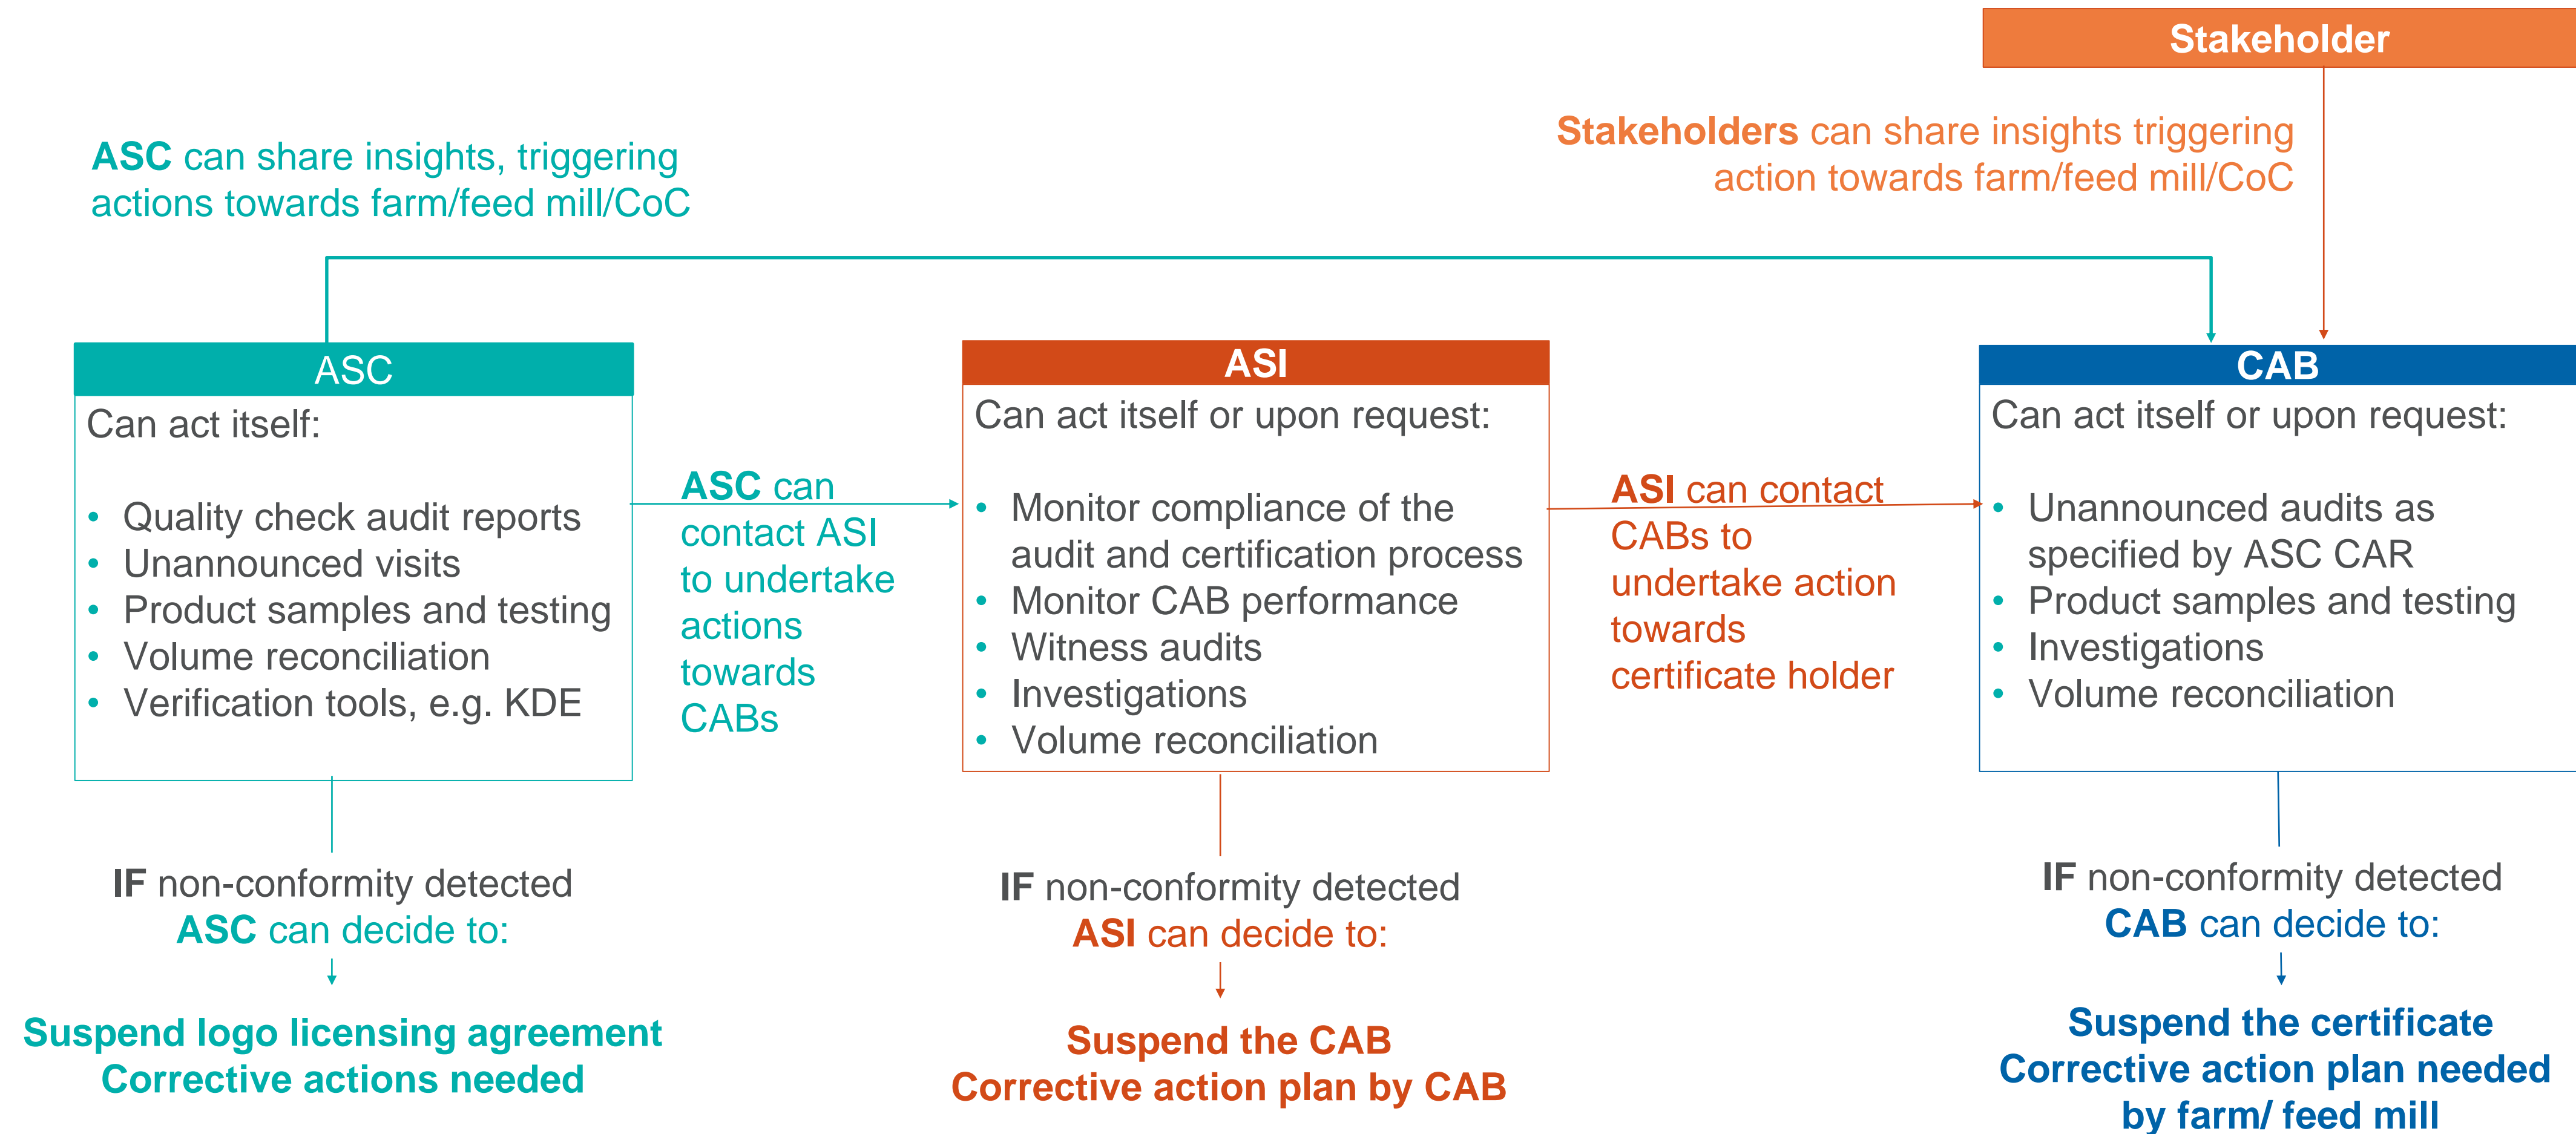 Stakeholder
ASC can share insights, triggering
actions towards farm/feed mill/CoC
Stakeholders can share insights triggering
action towards farm/feed mill/CoC
ASC
Can act itself:
• Quality check audit reports
• Unannounced visits
• Product samples and testing
• Volume reconciliation
• Verification tools, e.g. KDE
ASC can
contact ASI
to undertake
actions
towards
CABs
ASI
Can act itself or upon request:
• Monitor compliance of the
audit and certification process
• Monitor CAB performance
• Witness audits
• Investigations
• Volume reconciliation
ASI can contact
CABs to
undertake action
towards
certificate holder
CAB
Can act itself or upon request:
• Unannounced audits as
specified by ASC CAR
• Product samples and testing
• Investigations
• Volume reconciliation
IF non-conformity detected
ASC can decide to:
Suspend logo licensing agreement
Corrective actions needed
IF non-conformity detected
ASI can decide to:
Suspend the CAB
Corrective action plan by CAB
IF non-conformity detected
CAB can decide to:
Suspend the certificate
Corrective action plan needed
by farm/ feed mill